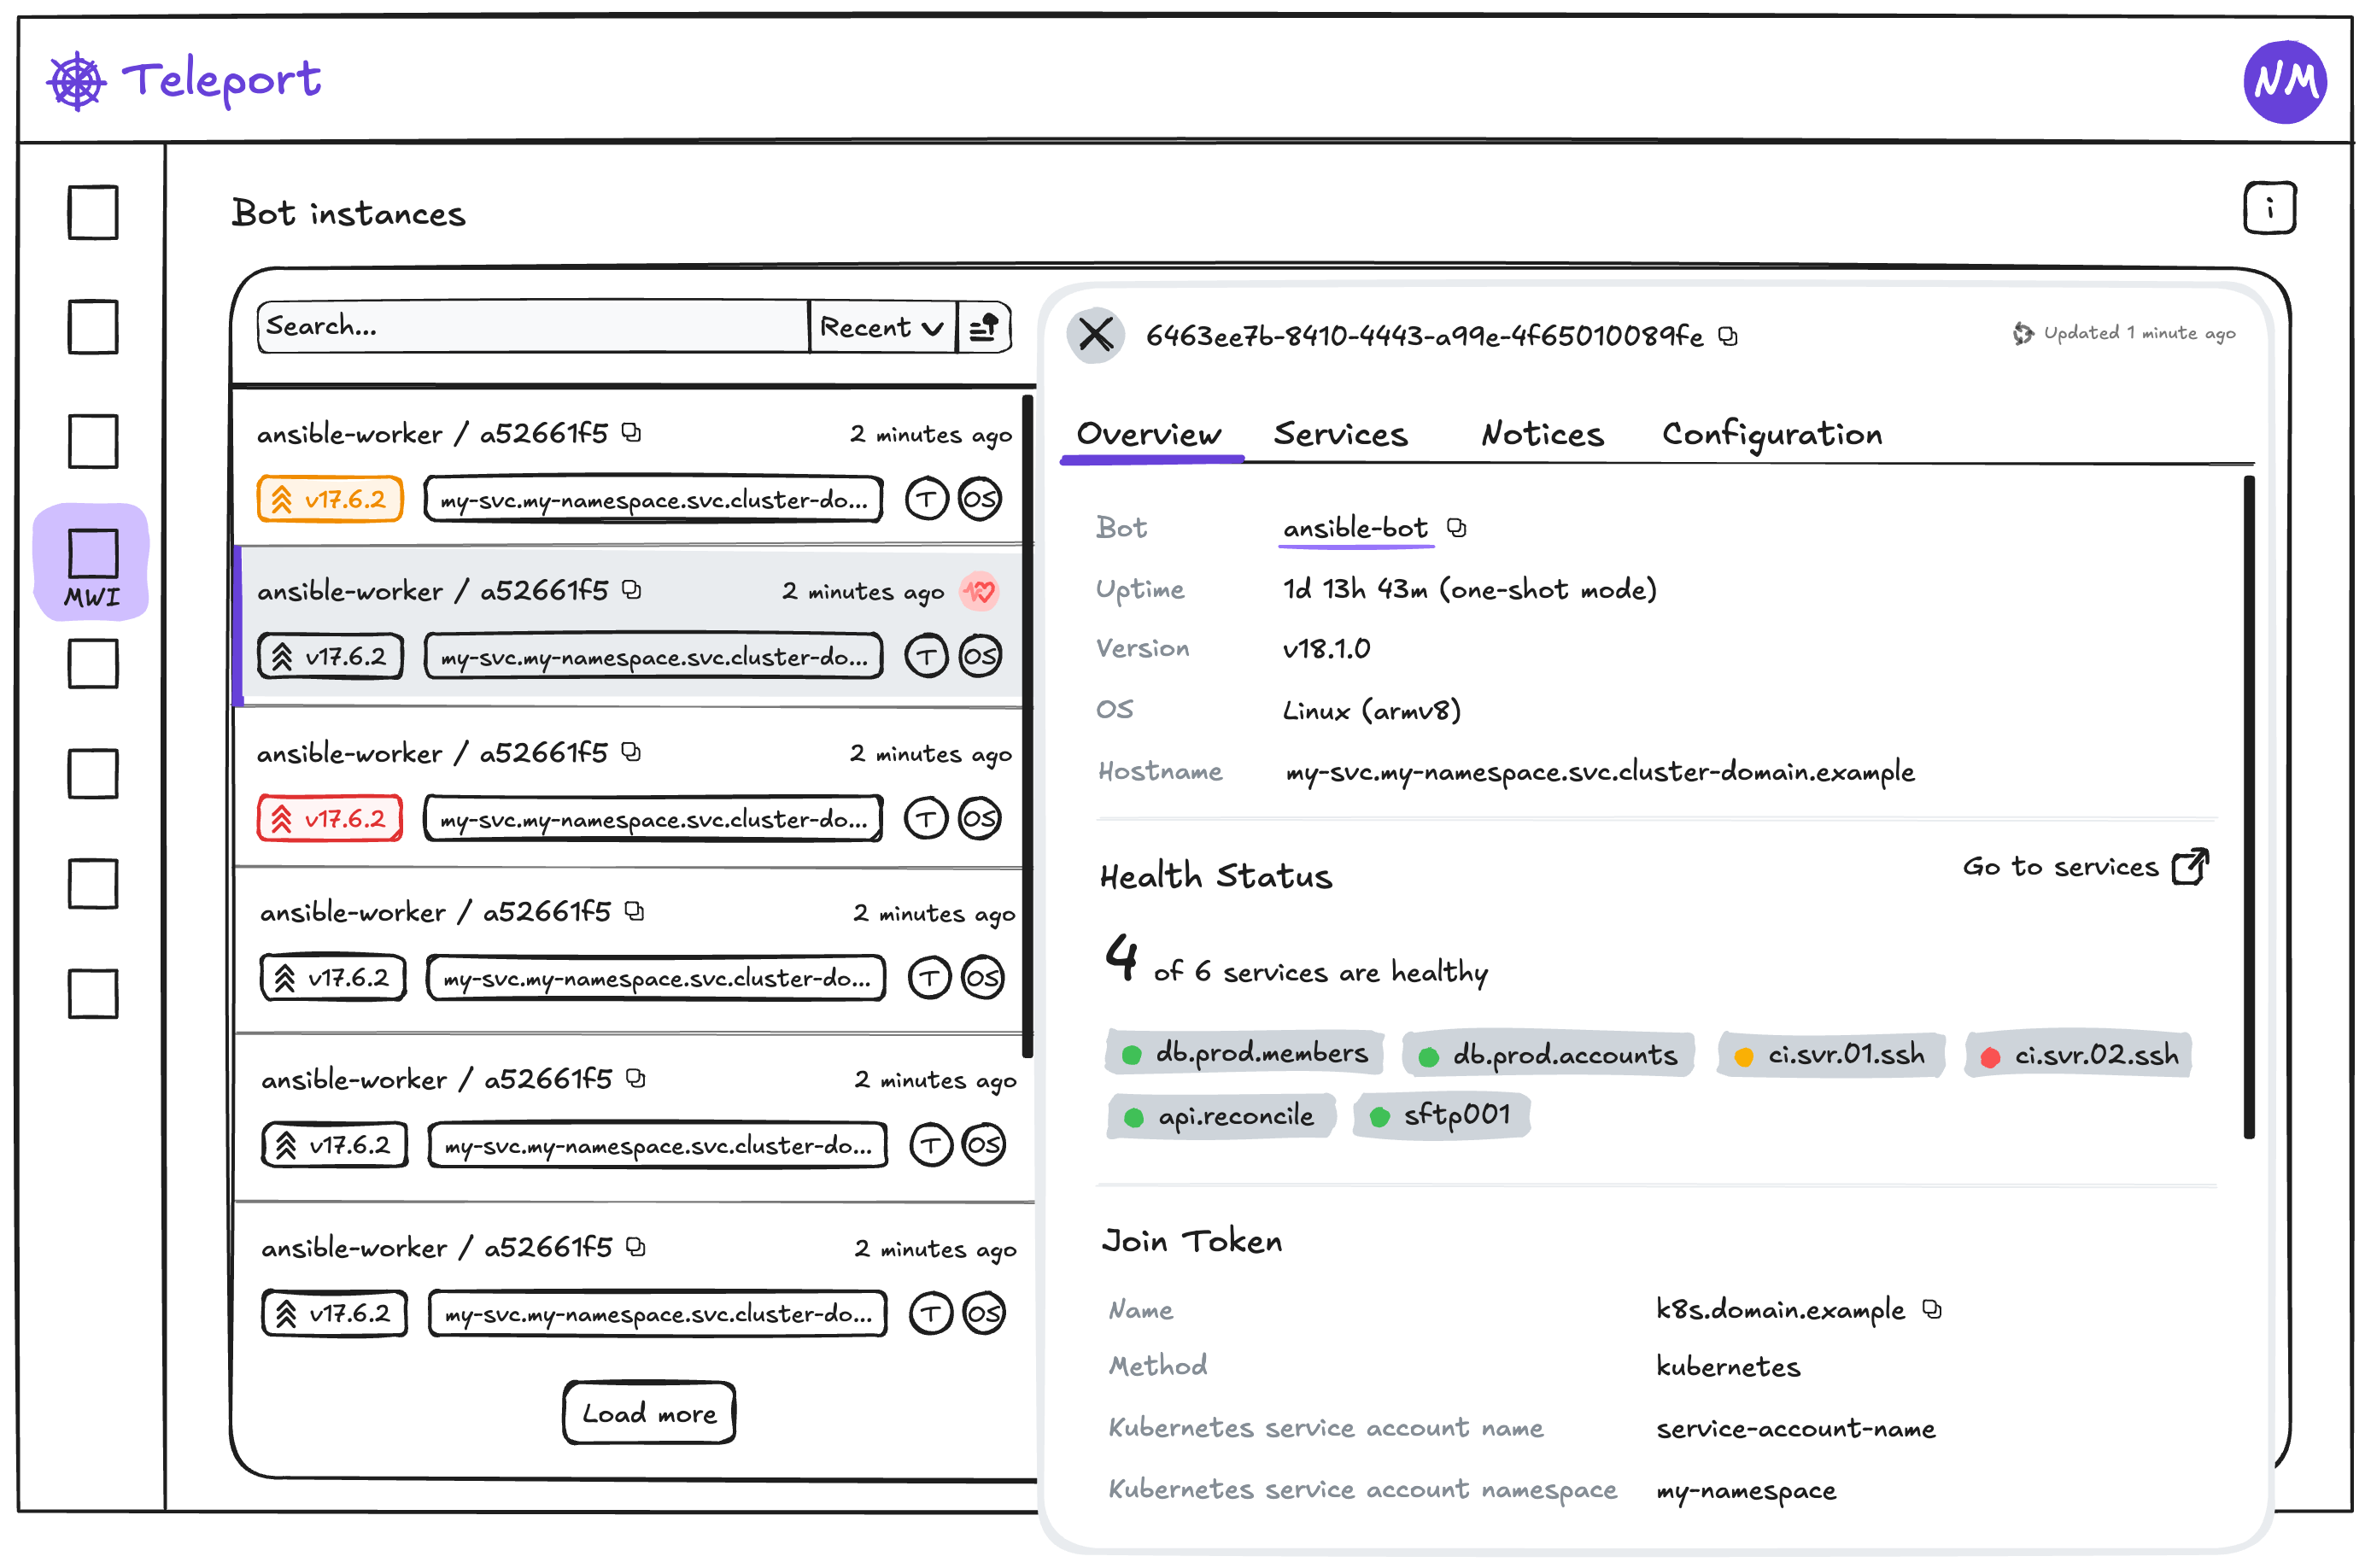 Teleport
NM
Bot instances
i
MWI
Search...
Recent
ansible-worker / a52661f5
2 minutes ago
v17.6.2
my-svc.my-namespace.svc.cluster-do...
T
OS
ansible-worker / a52661f5
2 minutes ago
v17.6.2
my-svc.my-namespace.svc.cluster-do...
T
OS
ansible-worker / a52661f5
2 minutes ago
v17.6.2
my-svc.my-namespace.svc.cluster-do...
T
OS
ansible-worker / a52661f5
2 minutes ago
v17.6.2
my-svc.my-namespace.svc.cluster-do...
T
OS
ansible-worker / a52661f5
2 minutes ago
v17.6.2
my-svc.my-namespace.svc.cluster-do...
T
OS
ansible-worker / a52661f5
2 minutes ago
v17.6.2
my-svc.my-namespace.svc.cluster-do...
T
OS
Load more
6463ee7b-8410-4443-a99e-4f65010089fe
Updated 1 minute ago
Overview
Services
Notices
Configuration
Bot
ansible-bot
Uptime
1d 13h 43m (one-shot mode)
Version
v18.1.0
OS
Linux (armv8)
Hostname
my-svc.my-namespace.svc.cluster-domain.example
Health Status
Go to services
4 of 6 services are healthy
db.prod.members
db.prod.accounts
ci.svr.01.ssh
ci.svr.02.ssh
api.reconcile
sftp001
Join Token
Name
k8s.domain.example
Method
kubernetes
Kubernetes service account name
service-account-name
Kubernetes service account namespace
my-namespace